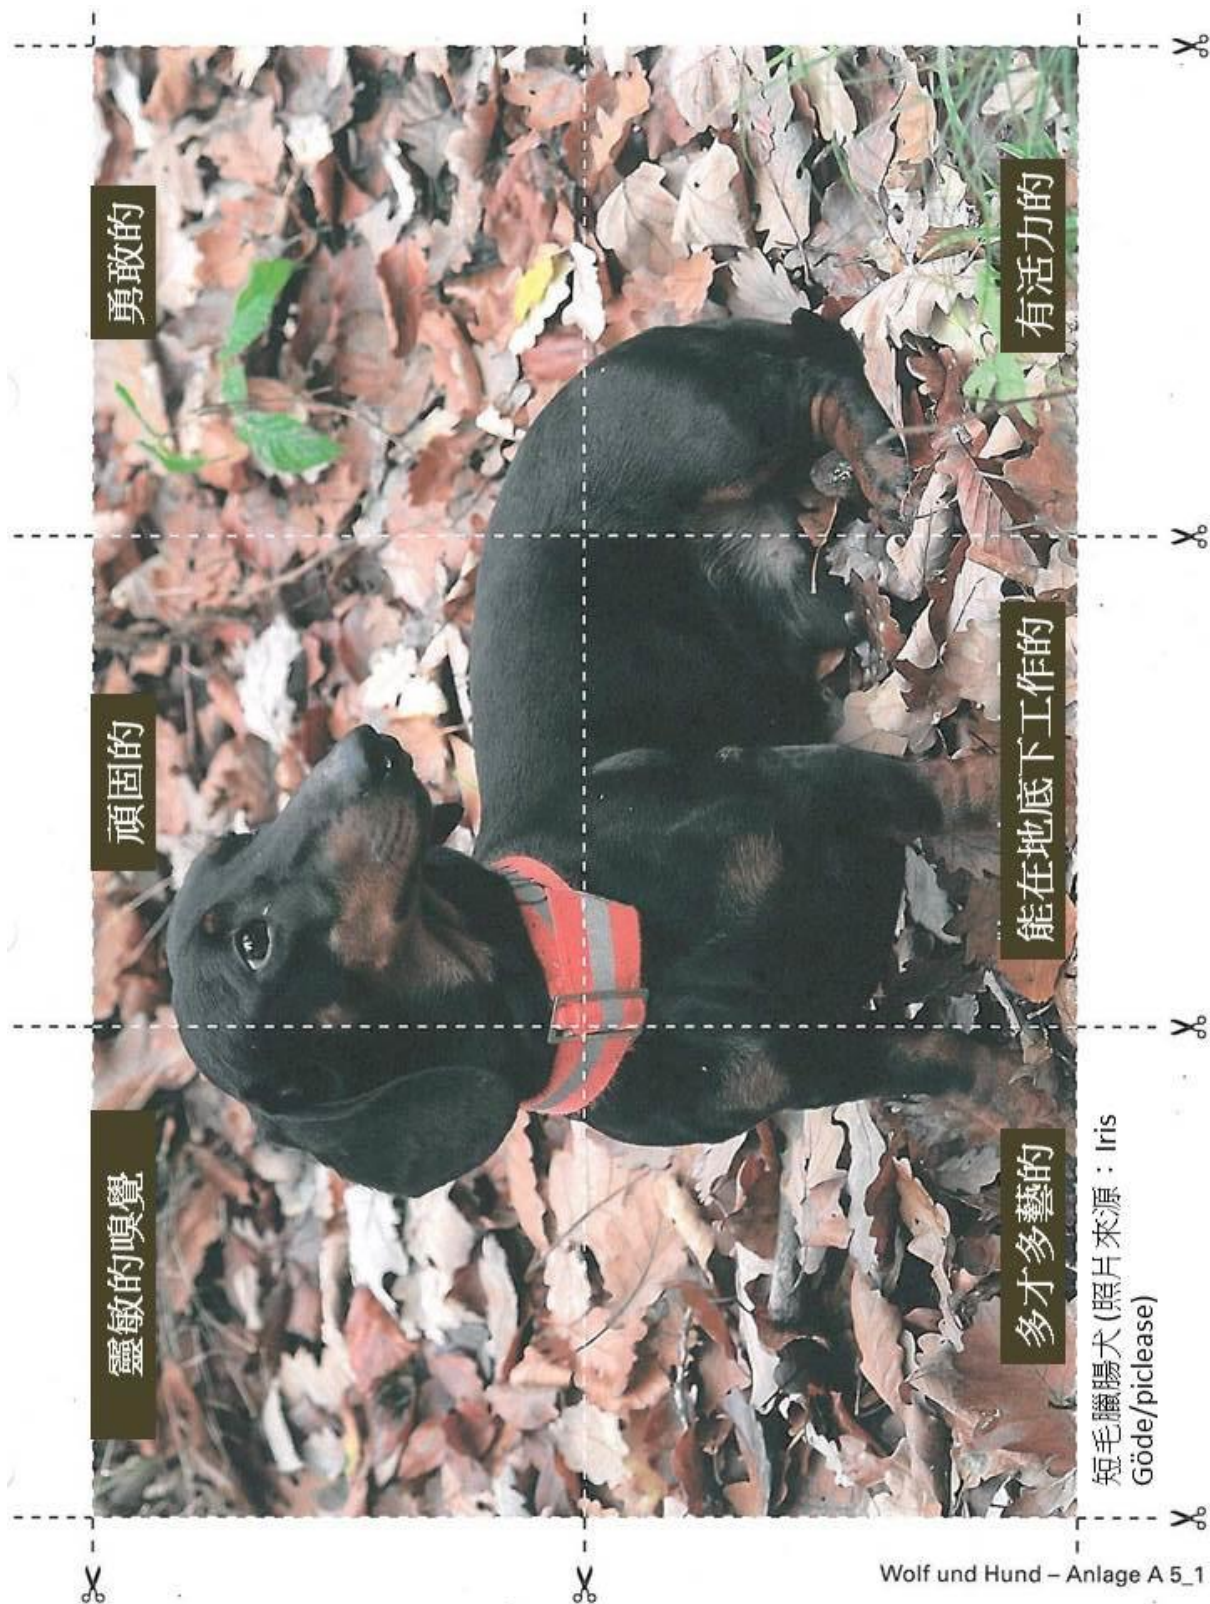 靈敏的嗅覺
頑固的
勇敢的
多才多藝的
能在地底下工作的
有活力的
短毛臘腸犬 (照片來源：Iris
Göde/piclease)
Wolf und Hund – Anlage A 5_1